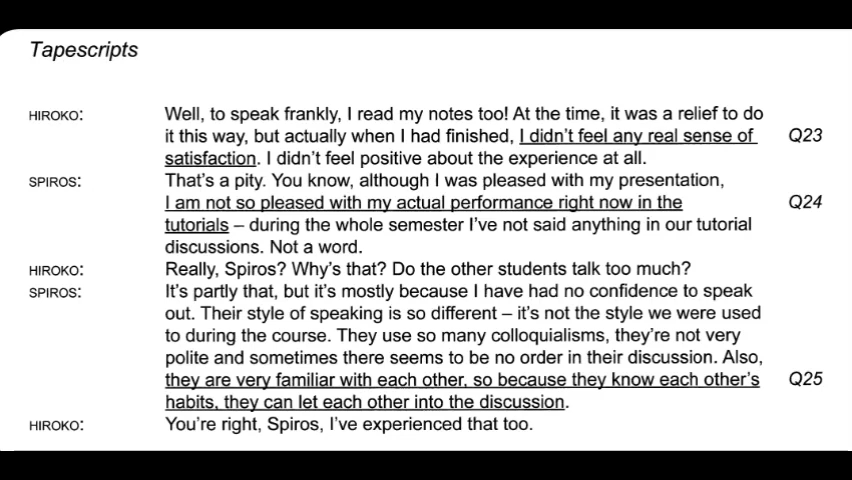 Tapescripts
HIROKO: Well, to speak frankly, I read my notes too! At the time, it was a relief to do
it this way, but actually when I had finished, I didn't feel any real sense of Q23
satisfaction. I didn't feel positive about the experience at all.
SPIROS: That's a pity. You know, although I was pleased with my presentation,
I am not so pleased with my actual performance right now in the Q24
tutorials – during the whole semester I've not said anything in our tutorial
discussions. Not a word.
HIROKO: Really, Spiros? Why's that? Do the other students talk too much?
SPIROS: It's partly that, but it's mostly because I have had no confidence to speak
out. Their style of speaking is so different – it's not the style we were used
to during the course. They use so many colloquialisms, they're not very
polite and sometimes there seems to be no order in their discussion. Also,
they are very familiar with each other, so because they know each other's Q25
habits, they can let each other into the discussion.
HIROKO: You're right, Spiros, I've experienced that too.